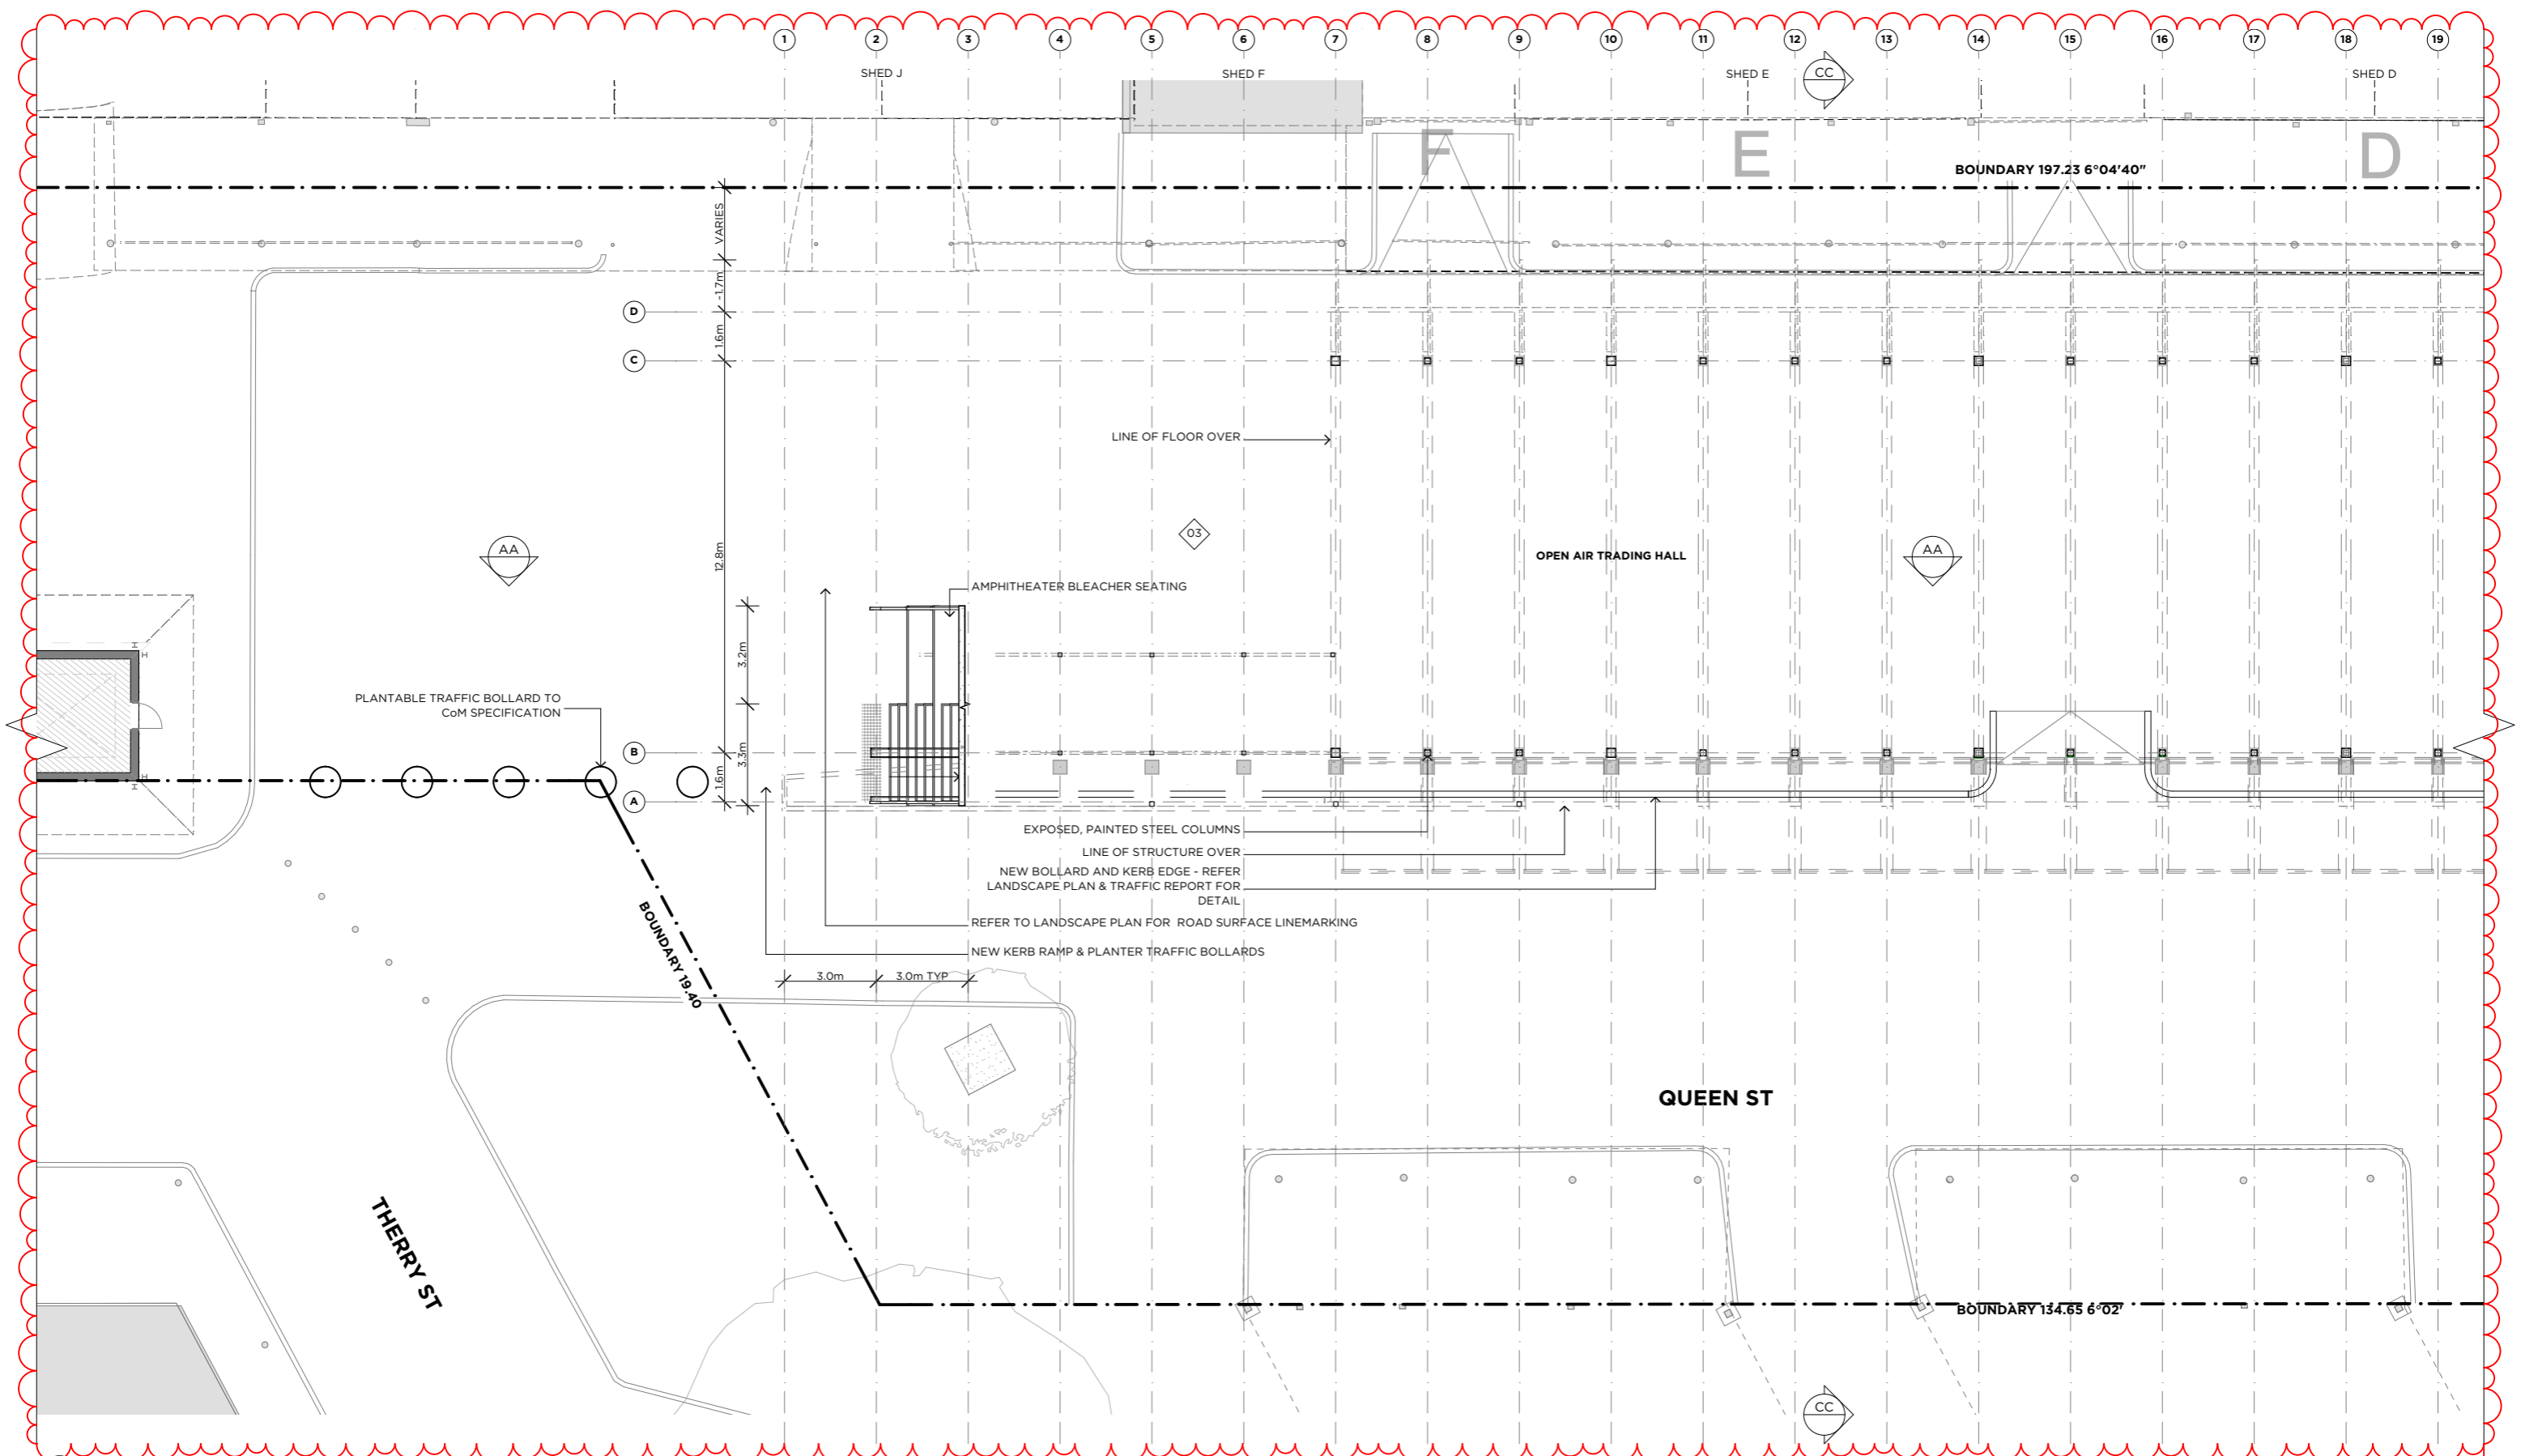 1 2 3 4 5 6 7 8 9 10 11 12 13 14 15 16 17 18 19
SHED J
SHED F
SHED E
CC
SHED D
F
E
D
BOUNDARY 197.23 6°04'40"
VARIES
-1.7m
D
1.6m
C
LINE OF FLOOR OVER
03
AA
12.8m
OPEN AIR TRADING HALL
AA
AMPHITHEATER BLEACHER SEATING
3.2m
H
H
PLANTABLE TRAFFIC BOLLARD TO
CoM SPECIFICATION
B
3.3m
1.6m
H
H
A
EXPOSED, PAINTED STEEL COLUMNS
LINE OF STRUCTURE OVER
NEW BOLLARD AND KERB EDGE - REFER
LANDSCAPE PLAN & TRAFFIC REPORT FOR
DETAIL
BOUNDARY 19.40
REFER TO LANDSCAPE PLAN FOR ROAD SURFACE LINEMARKING
NEW KERB RAMP & PLANTER TRAFFIC BOLLARDS
3.0m
3.0m TYP
QUEEN ST
THERRY ST
BOUNDARY 134.65 6°02'
CC